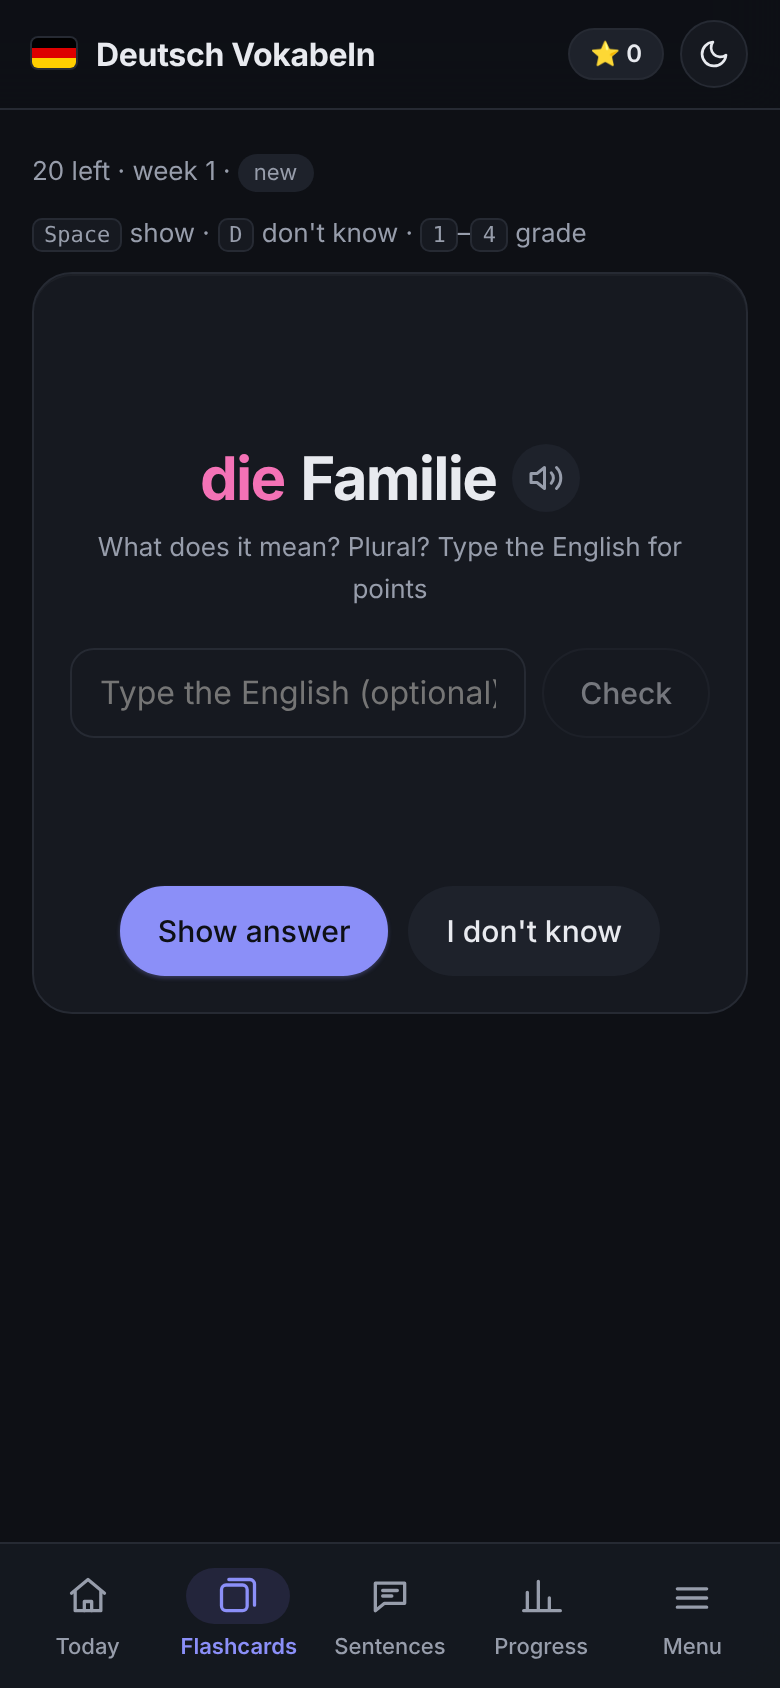 Deutsch Vokabeln
⭐ 0
20 left · week 1 · new
Space show · D don't know · 1–4 grade
die Familie
What does it mean? Plural? Type the English for
points
Type the English (optional)
Check
Show answer
I don't know
Today
Flashcards
Sentences
Progress
Menu